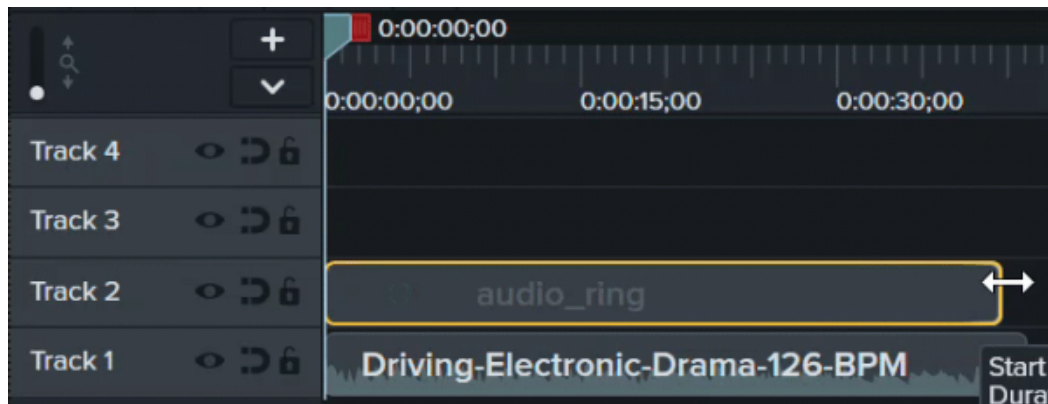 0:00:00;00
0:00:00;00 0:00:15;00 0:00:30;00
Track 4
Track 3
Track 2 audio_ring
Track 1 Driving-Electronic-Drama-126-BPM Start
Dura